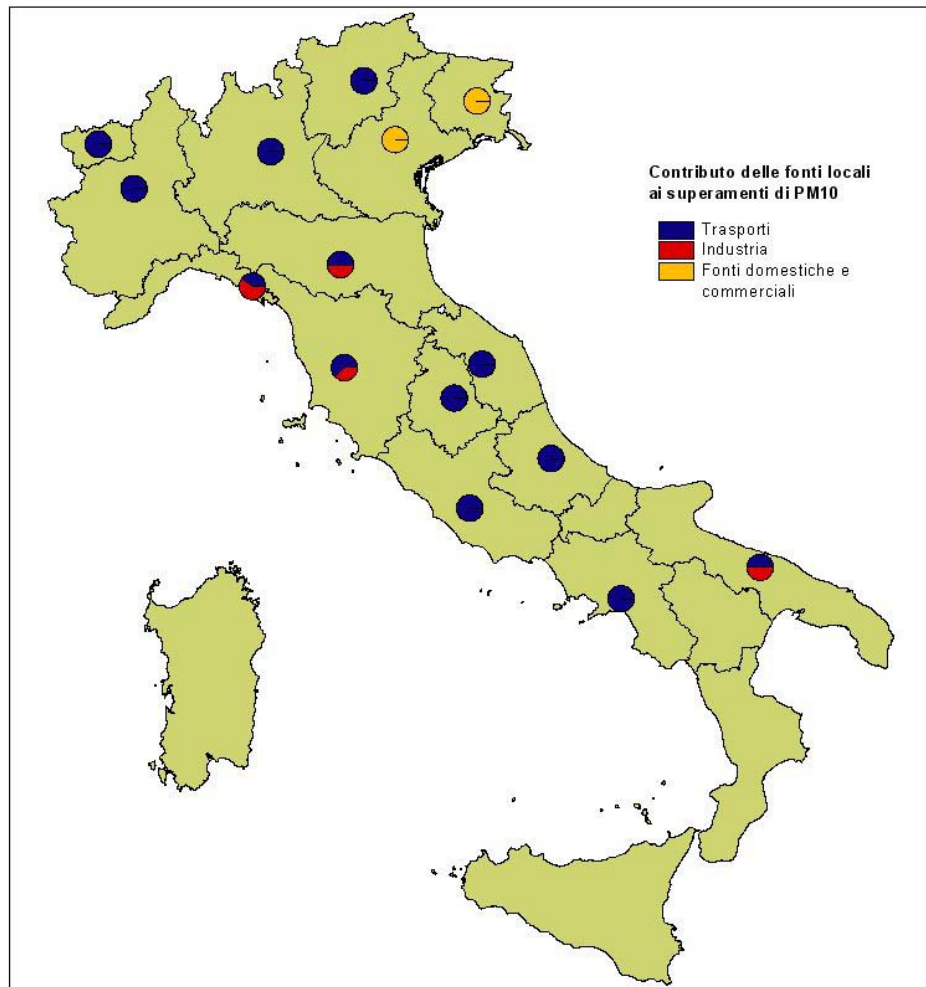 Contributo delle fonti locali
ai superamenti di PM10
Trasporti
Industria
Fonti domestiche e
commerciali